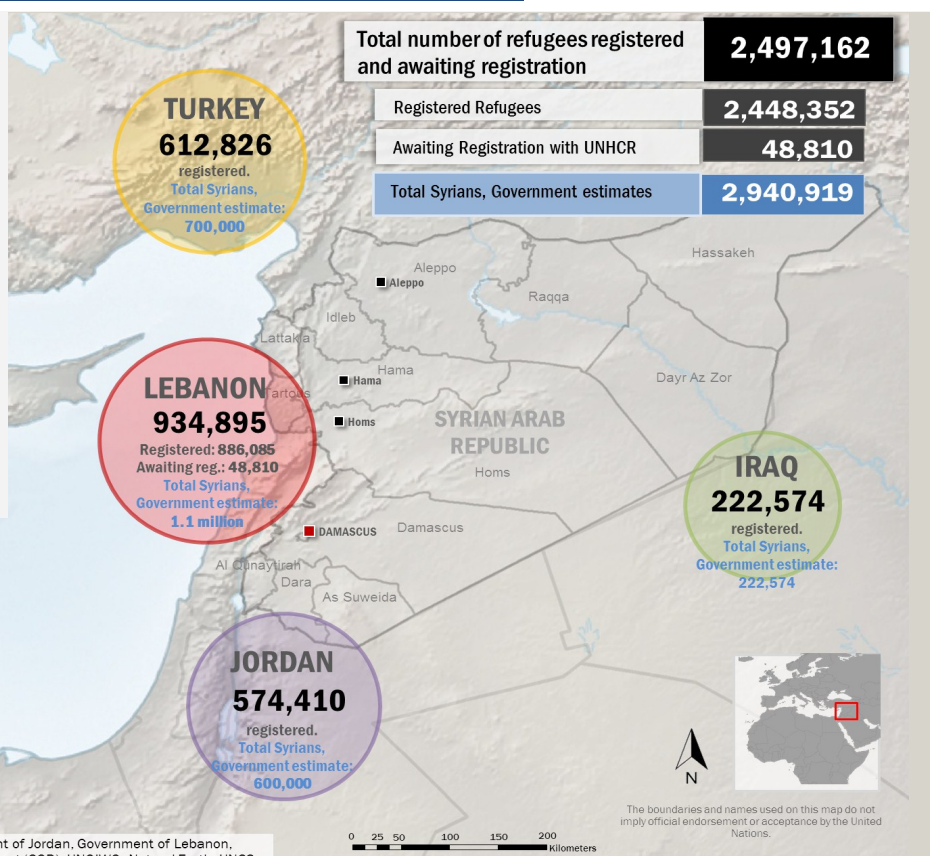 Total number of refugees registered
and awaiting registration
2,497,162
Registered Refugees
2,448,352
Awaiting Registration with UNHCR
48,810
Total Syrians, Government estimates
2,940,919
TURKEY
612,826
registered.
Total Syrians,
Government estimate:
700,000
Hassakeh
Aleppo
Aleppo
Raqqa
Idleb
Lattakia
Hama
Hama
Dayr Az Zor
Tartous
LEBANON
934,895
Registered: 886,085
Awaiting reg.: 48,810
Total Syrians,
Government estimate:
1.1 million
Homs
SYRIAN ARAB
REPUBLIC
Homs
IRAQ
222,574
registered.
Total Syrians,
Government estimate:
222,574
DAMASCUS
Damascus
Al Qunaytirah
Dara
As Suweida
JORDAN
574,410
registered.
Total Syrians,
Government estimate:
600,000
N
The boundaries and names used on this map do not
imply official endorsement or acceptance by the United
Nations.
0 25 50 100 150 200
Kilometers
nt of Jordan, Government of Lebanon,